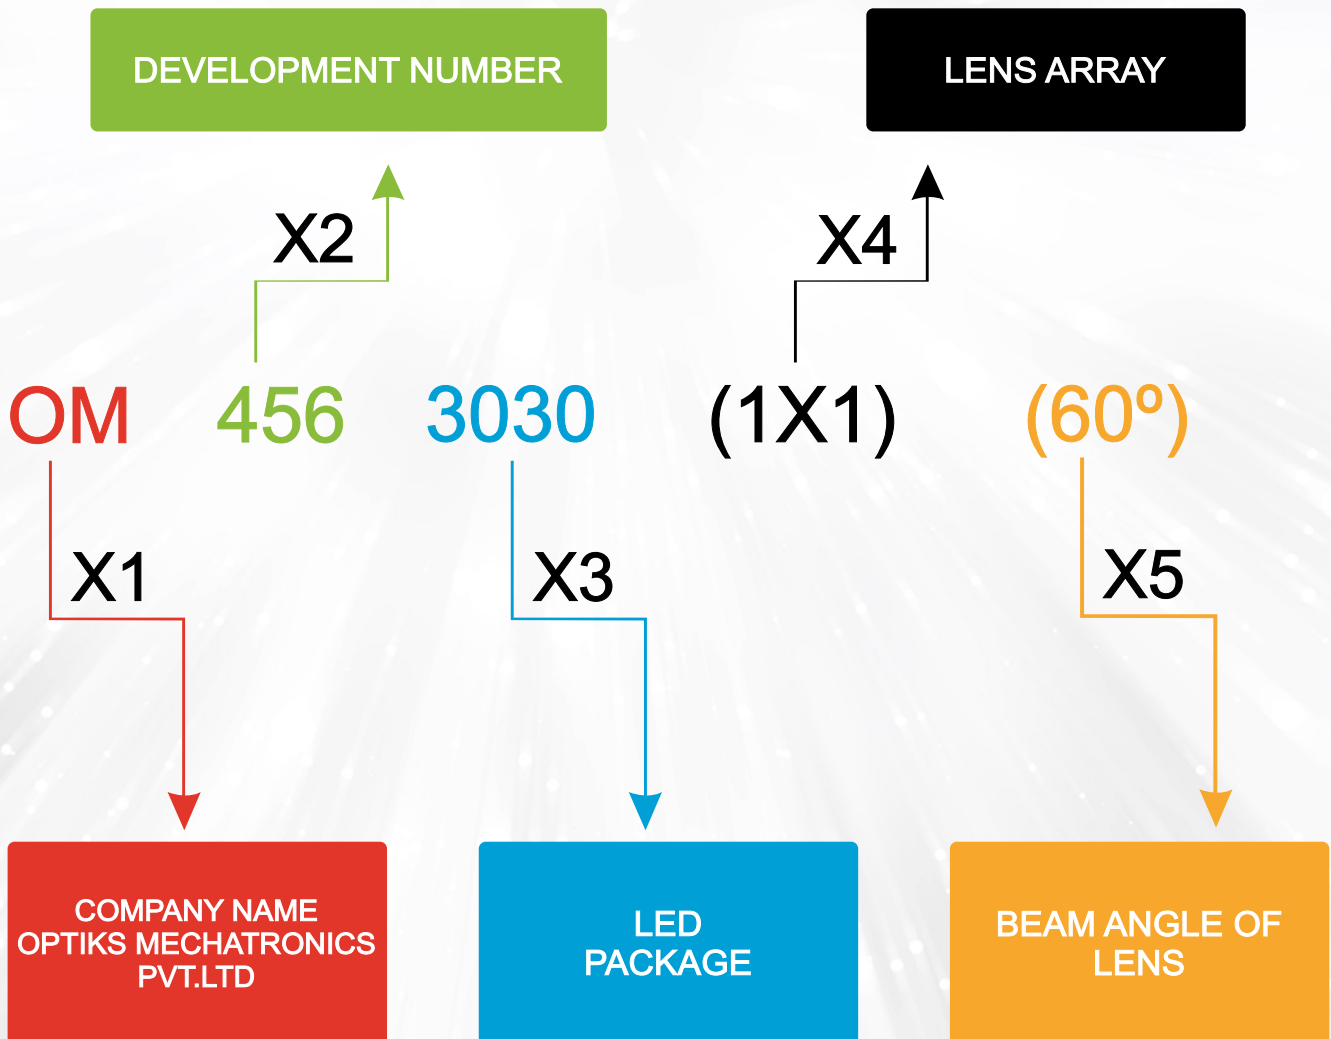 DEVELOPMENT NUMBER
LENS ARRAY
X2
X4
OM 456 3030 (1X1) (60º)
X1
X3
X5
COMPANY NAME
OPTIKS MECHATRONICS
PVT.LTD
LED
PACKAGE
BEAM ANGLE OF
LENS